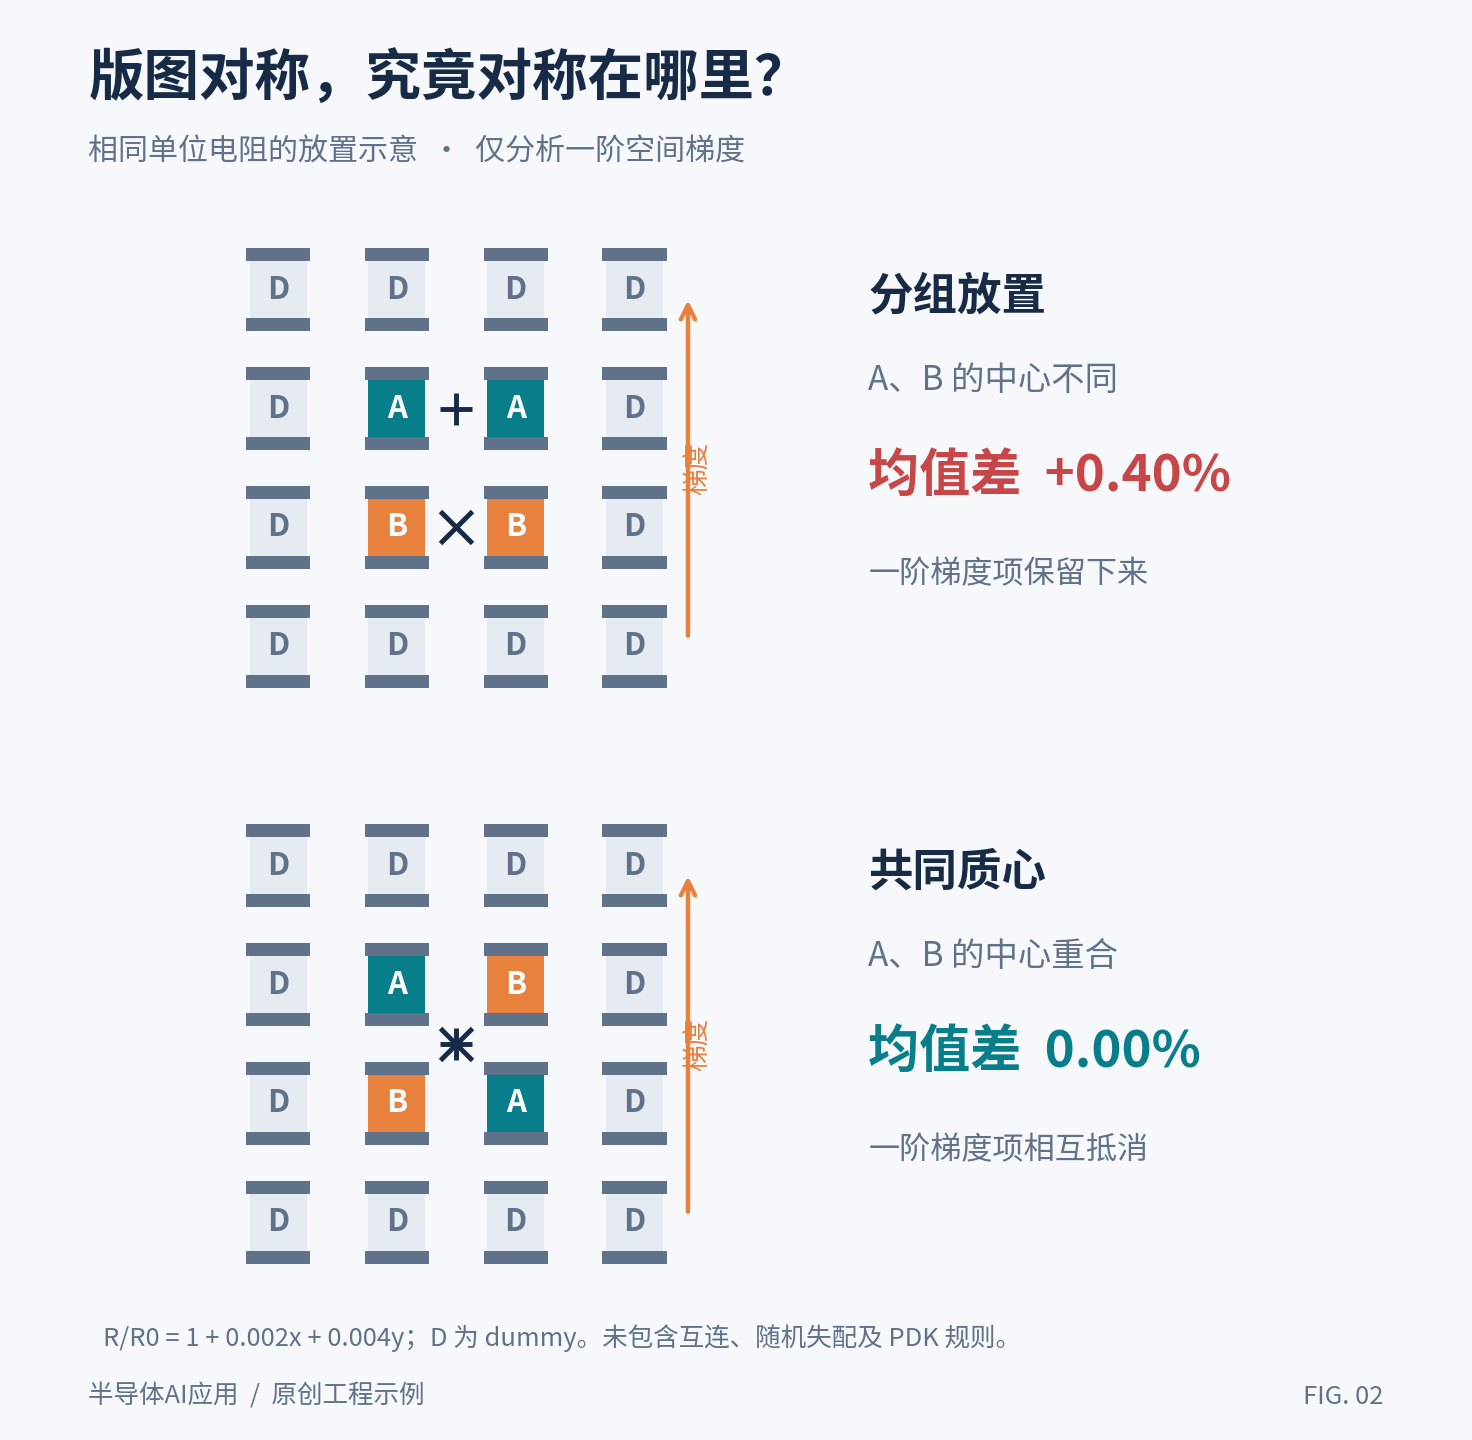 版图对称，究竟对称在哪里？
相同单位电阻的放置示意 · 仅分析一阶空间梯度
D D D D
D A + A D
D B × B D
D D D D
梯度
分组放置
A、B 的中心不同
均值差 +0.40%
一阶梯度项保留下来
D D D D
D A B D
D B A D
D D D D
梯度
共同质心
A、B 的中心重合
均值差 0.00%
一阶梯度项相互抵消
R/R0 = 1 + 0.002x + 0.004y；D 为 dummy。未包含互连、随机失配及 PDK 规则。
半导体AI应用 / 原创工程示例
FIG. 02